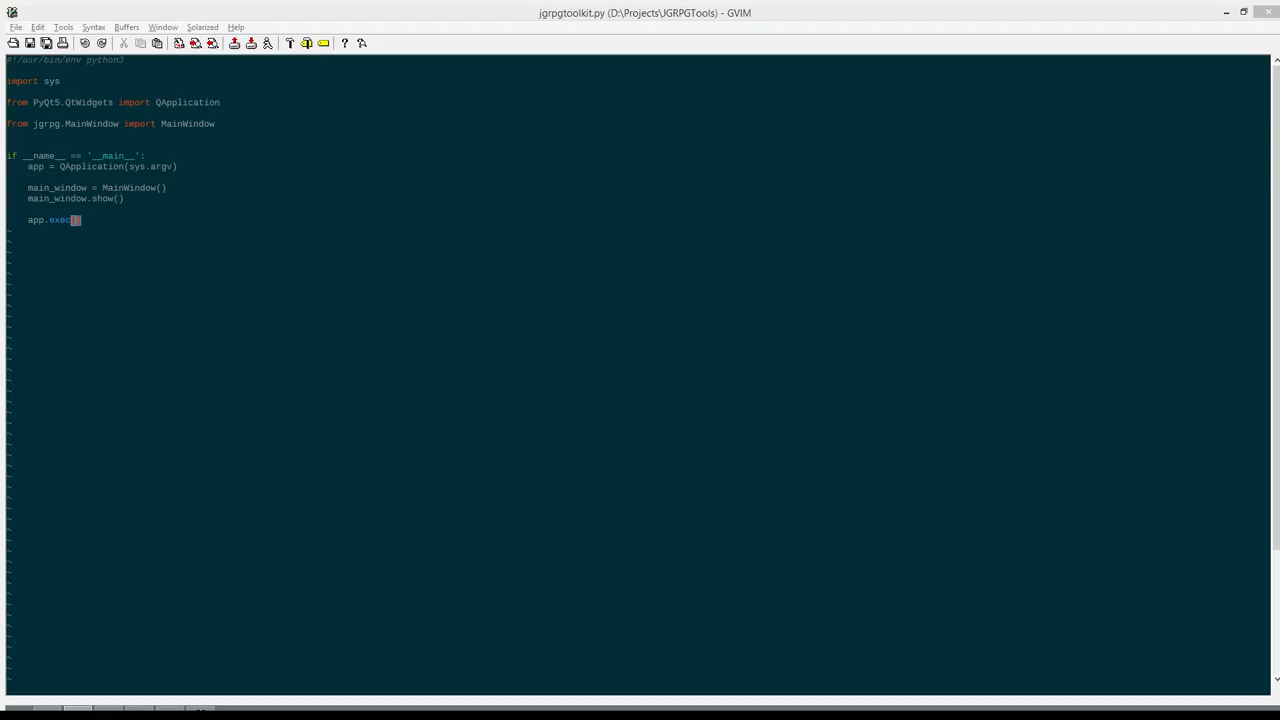 jgrpgtoolkit.py (D:\Projects\JGRPGTools) - GVIM
File Edit Tools Syntax Buffers Window Solarized Help
#!/usr/bin/env python3
import sys
from PyQt5.QtWidgets import QApplication
from jgrpg.MainWindow import MainWindow
if __name__ == '__main__':
    app = QApplication(sys.argv)
    main_window = MainWindow()
    main_window.show()
    app.exec()